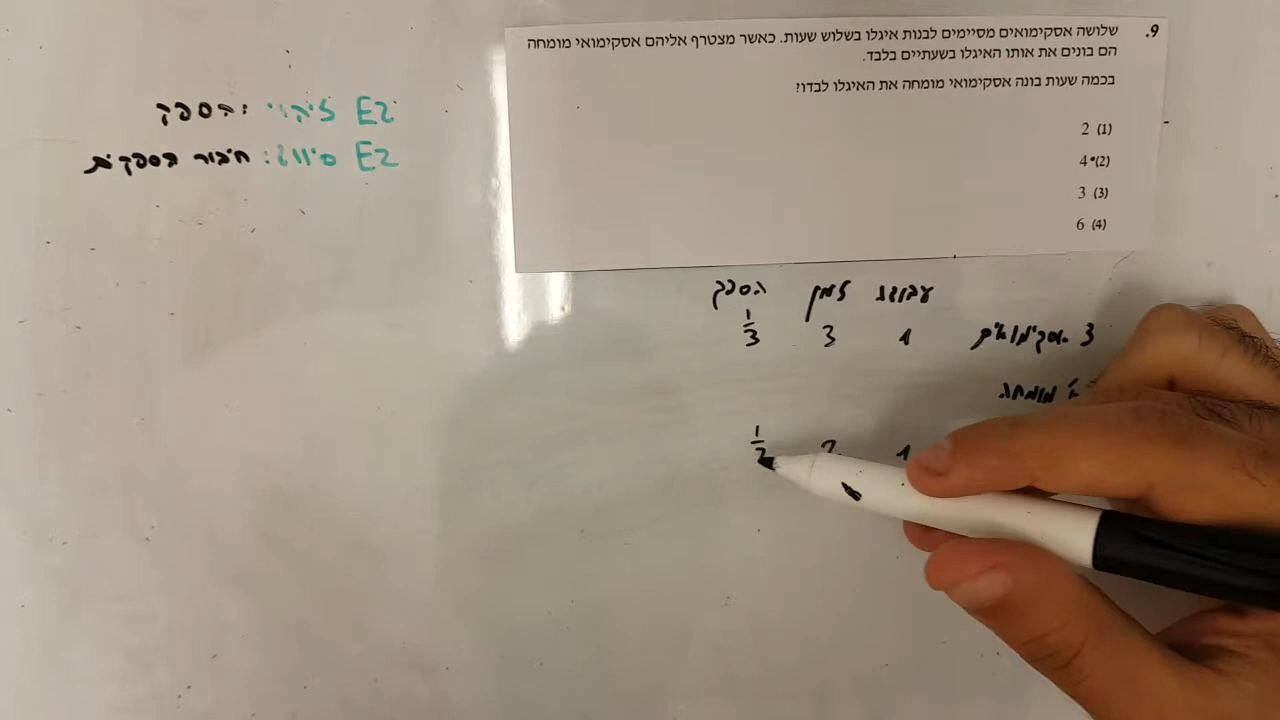 9. שלושה אסקימואים מסיימים לבנות איגלו בשלוש שעות. כאשר מצטרף אליהם אסקימואי מומחה
הם בונים את אותו האיגלו בשעתיים בלבד.
בכמה שעות בונה אסקימואי מומחה את האיגלו לבדו?
(1) 2
(2) 4
(3) 3
(4) 6
E2 זיהוי: הספק
E2 סיווג: חיבור הספקים
עבודה זמן הספק
3 אסקימואים 1 3 1/3
א' מומחה
1 2 1/2